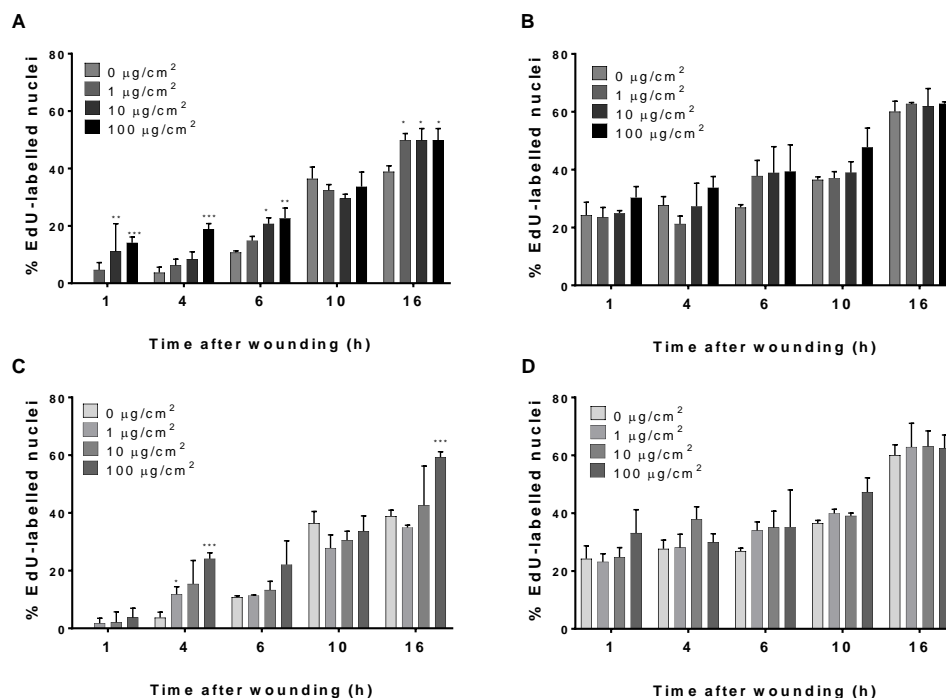 A
% EdU-labelled nuclei
80
60
40
20
0
0 µg/cm²
1 µg/cm²
10 µg/cm²
100 µg/cm²
** *** *** * ** * * *
1 4 6 10 16
Time after wounding (h)
B
% EdU-labelled nuclei
80
60
40
20
0
0 µg/cm²
1 µg/cm²
10 µg/cm²
100 µg/cm²
1 4 6 10 16
Time after wounding (h)
C
% EdU-labelled nuclei
80
60
40
20
0
0 µg/cm²
1 µg/cm²
10 µg/cm²
100 µg/cm²
* *** ***
1 4 6 10 16
Time after wounding (h)
D
% EdU-labelled nuclei
80
60
40
20
0
0 µg/cm²
1 µg/cm²
10 µg/cm²
100 µg/cm²
1 4 6 10 16
Time after wounding (h)